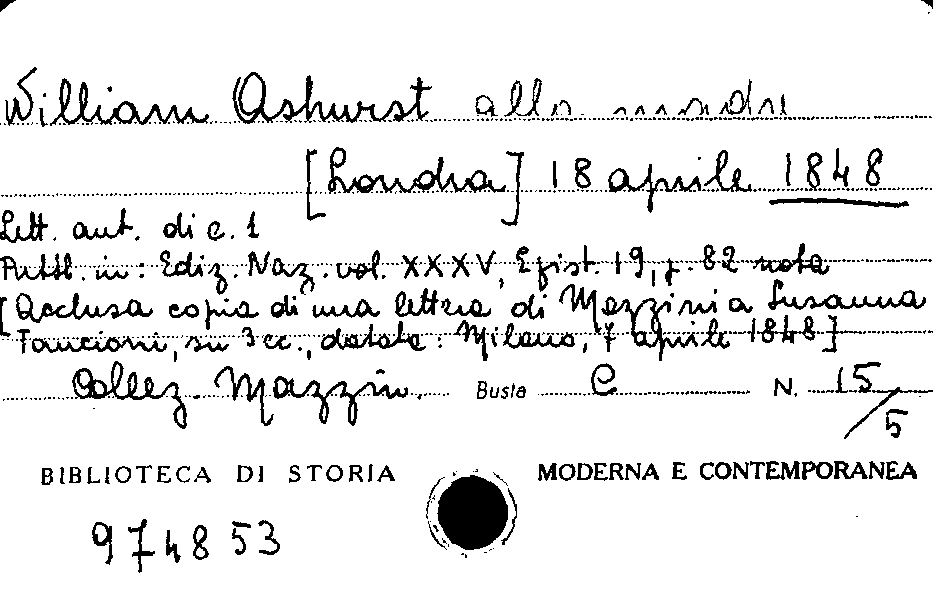 William Ashurst alla madre
[Londra] 18 aprile 1848
Lett. aut. di c. 1
Pubbl. in: Ediz. Naz. vol. XXXV, Epist. 19, p. 82 nota
[Acclusa copia di una lettera di Mazzini a Susanna
Tancioni, su 3 cc., datata: Milano, 7 aprile 1848]
Collez. Mazzini. Busta C N. 15/5
BIBLIOTECA DI STORIA MODERNA E CONTEMPORANEA
974853